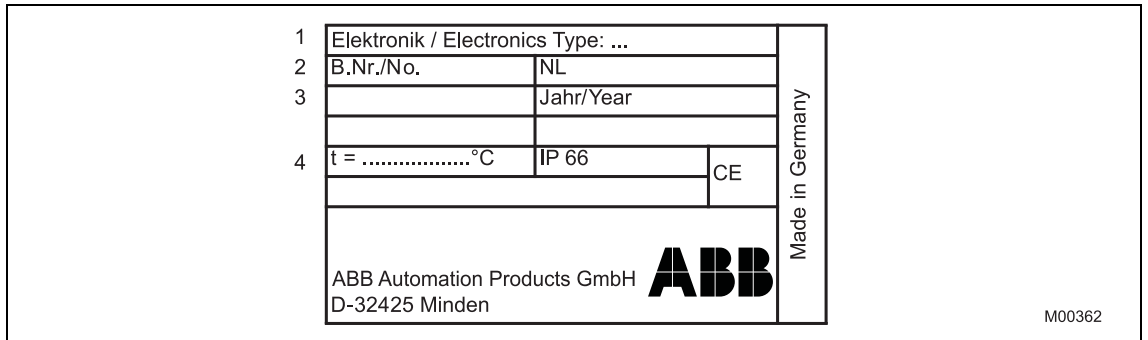 1 Elektronik / Electronics Type: ...
2 B.Nr./No. NL
3 Jahr/Year
4 t = ..................°C IP 66
CE
Made in Germany
ABB Automation Products GmbH ABB
D-32425 Minden
M00362